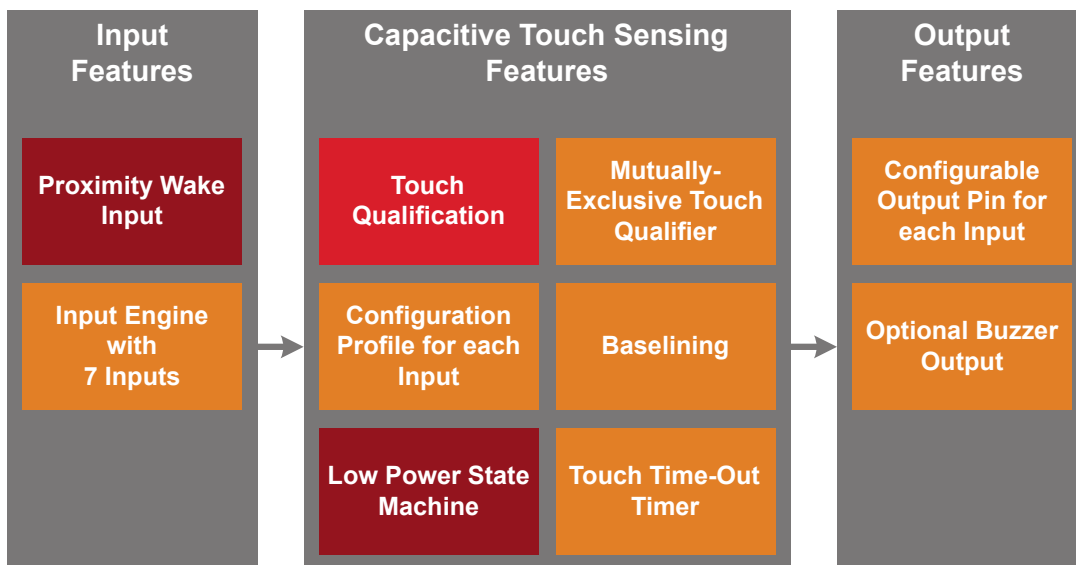 Input
Features
Proximity Wake
Input
Input Engine
with
7 Inputs
Capacitive Touch Sensing
Features
Touch
Qualification
Mutually-
Exclusive Touch
Qualifier
Configuration
Profile for each
Input
Baselining
Low Power State
Machine
Touch Time-Out
Timer
Output
Features
Configurable
Output Pin for
each Input
Optional Buzzer
Output